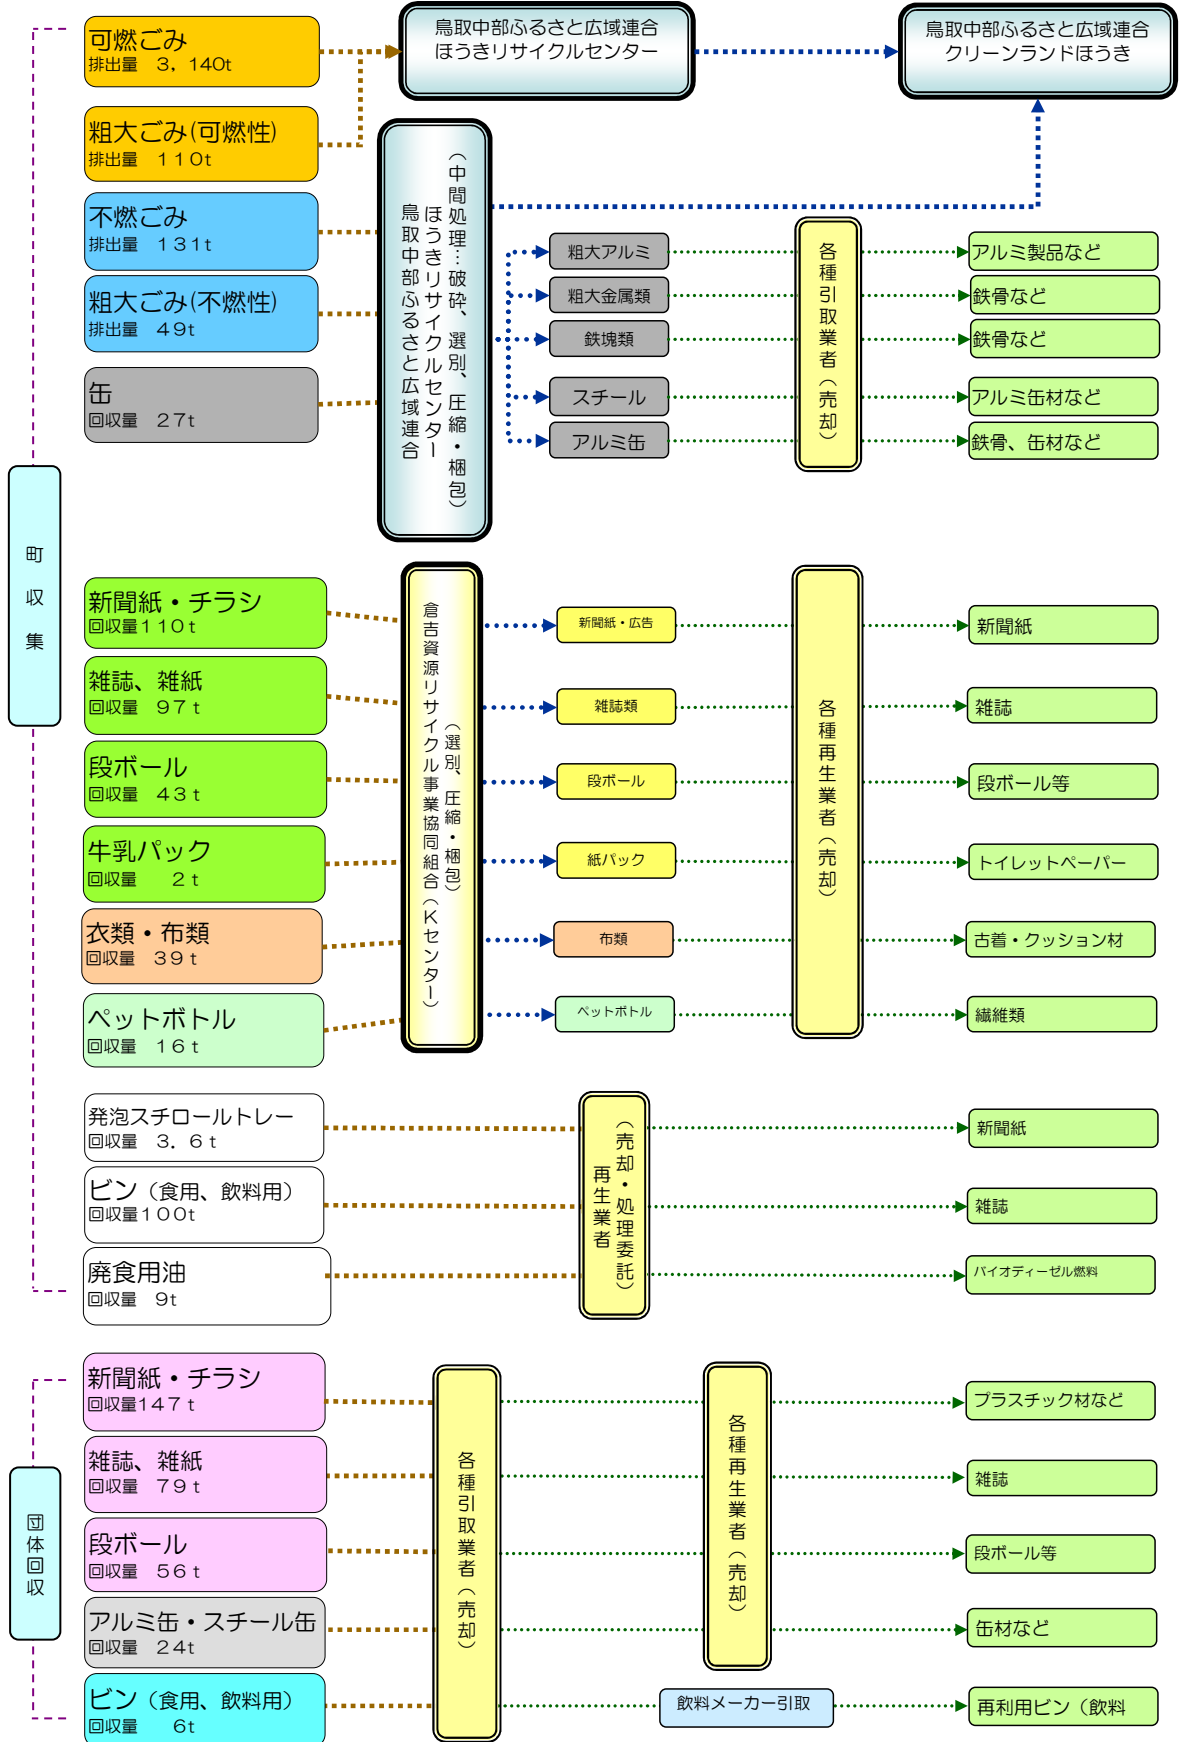 可燃ごみ
排出量　3，140t
粗大ごみ(可燃性)
排出量　110t
不燃ごみ
排出量　131t
粗大ごみ(不燃性)
排出量　49t
缶
回収量　27t
鳥取中部ふるさと広域連合
ほうきリサイクルセンター
鳥取中部ふるさと広域連合
クリーンランドほうき
鳥取中部ふるさと広域連合
ほうきリサイクルセンター
（中間処理…破砕、選別、圧縮・梱包）
粗大アルミ
粗大金属類
鉄塊類
スチール
アルミ缶
各種引取業者（売却）
アルミ製品など
鉄骨など
鉄骨など
アルミ缶材など
鉄骨、缶材など
町収集
新聞紙・チラシ
回収量110t
雑誌、雑紙
回収量　97t
段ボール
回収量　43t
牛乳パック
回収量　　2t
衣類・布類
回収量　39t
ペットボトル
回収量　16t
倉吉資源リサイクル事業協同組合（Kセンター）
（選別、圧縮・梱包）
新聞紙・広告
雑誌類
段ボール
紙パック
布類
ペットボトル
各種再生業者（売却）
新聞紙
雑誌
段ボール等
トイレットペーパー
古着・クッション材
繊維類
発泡スチロールトレー
回収量　3．6t
ビン（食用、飲料用）
回収量100t
廃食用油
回収量　9t
再生業者
（売却・処理委託）
新聞紙
雑誌
バイオディーゼル燃料
団体回収
新聞紙・チラシ
回収量147t
雑誌、雑紙
回収量　79t
段ボール
回収量　56t
アルミ缶・スチール缶
回収量　24t
ビン（食用、飲料用）
回収量　　6t
各種引取業者（売却）
各種再生業者（売却）
飲料メーカー引取
プラスチック材など
雑誌
段ボール等
缶材など
再利用ビン（飲料